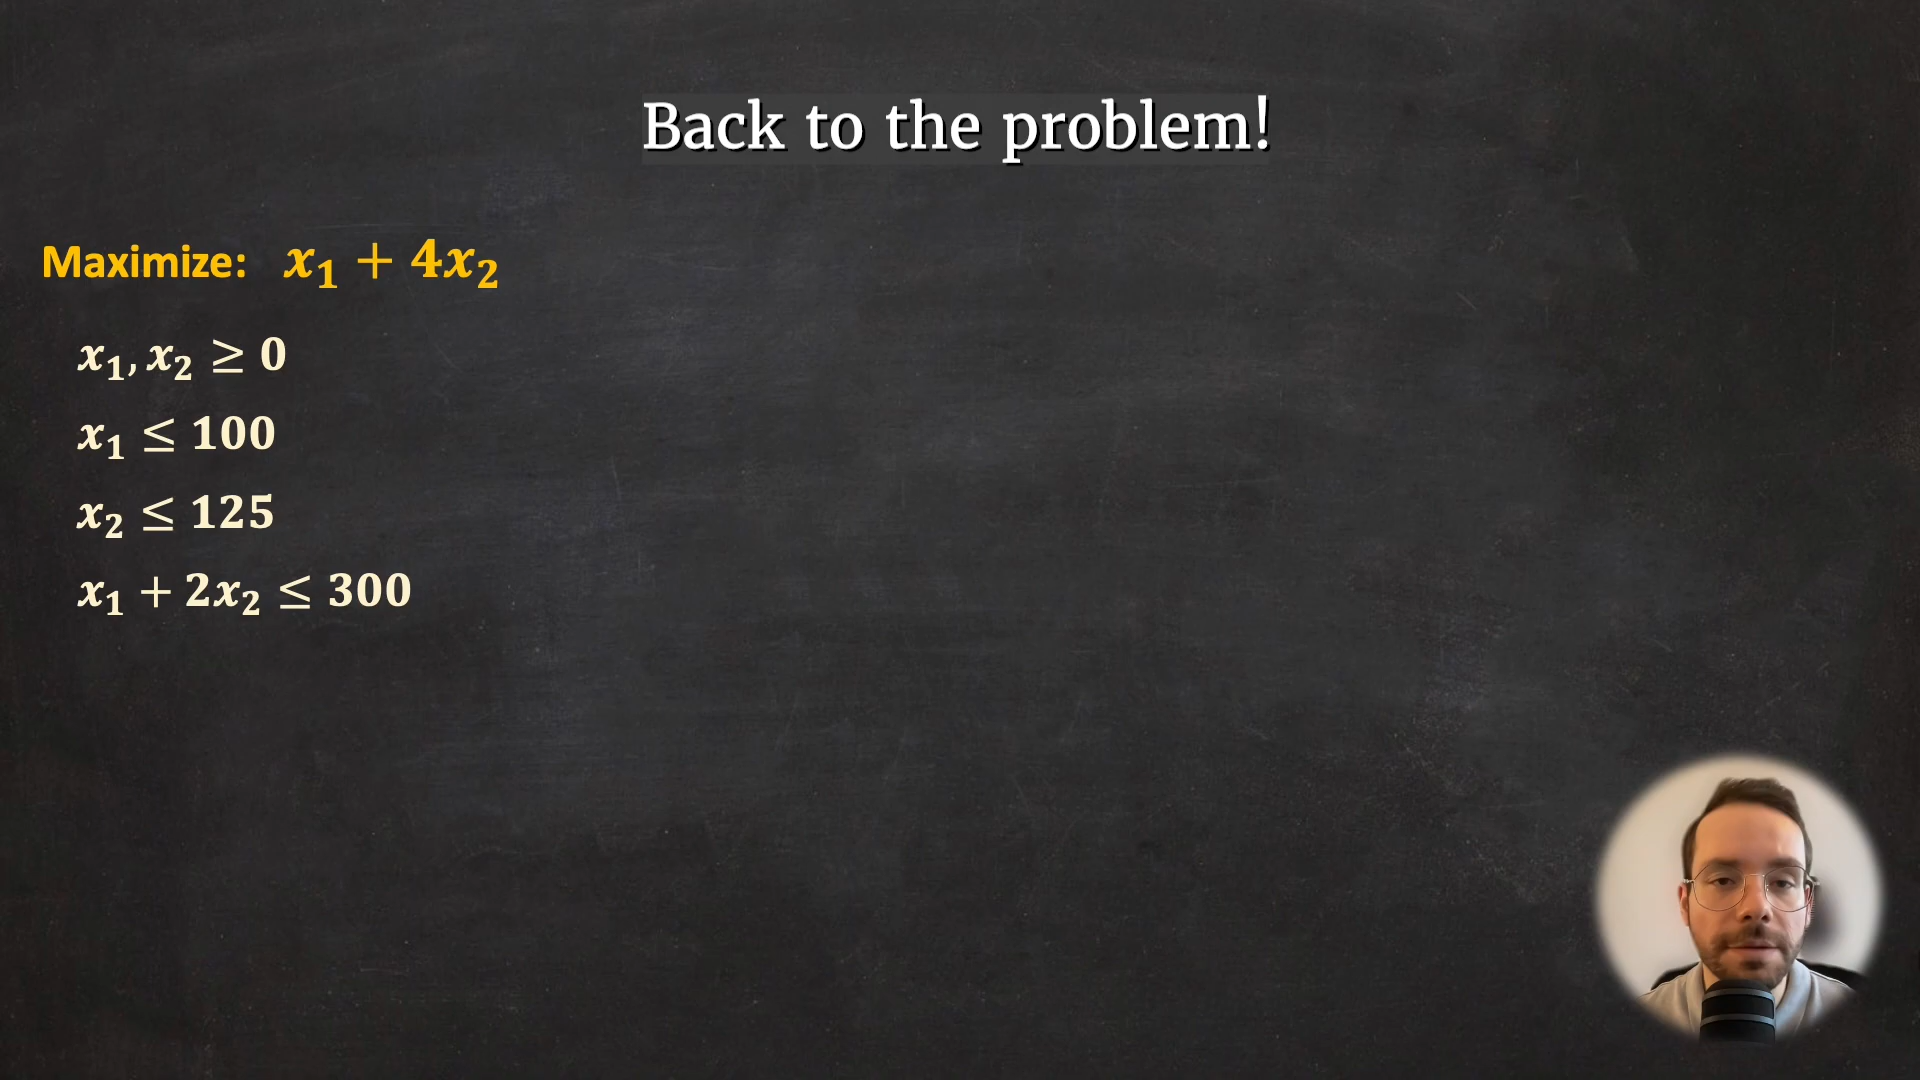 Back to the problem!
Maximize: x₁ + 4x₂
x₁, x₂ ≥ 0
x₁ ≤ 100
x₂ ≤ 125
x₁ + 2x₂ ≤ 300